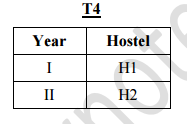 T4
Year Hostel
I H1
II H2